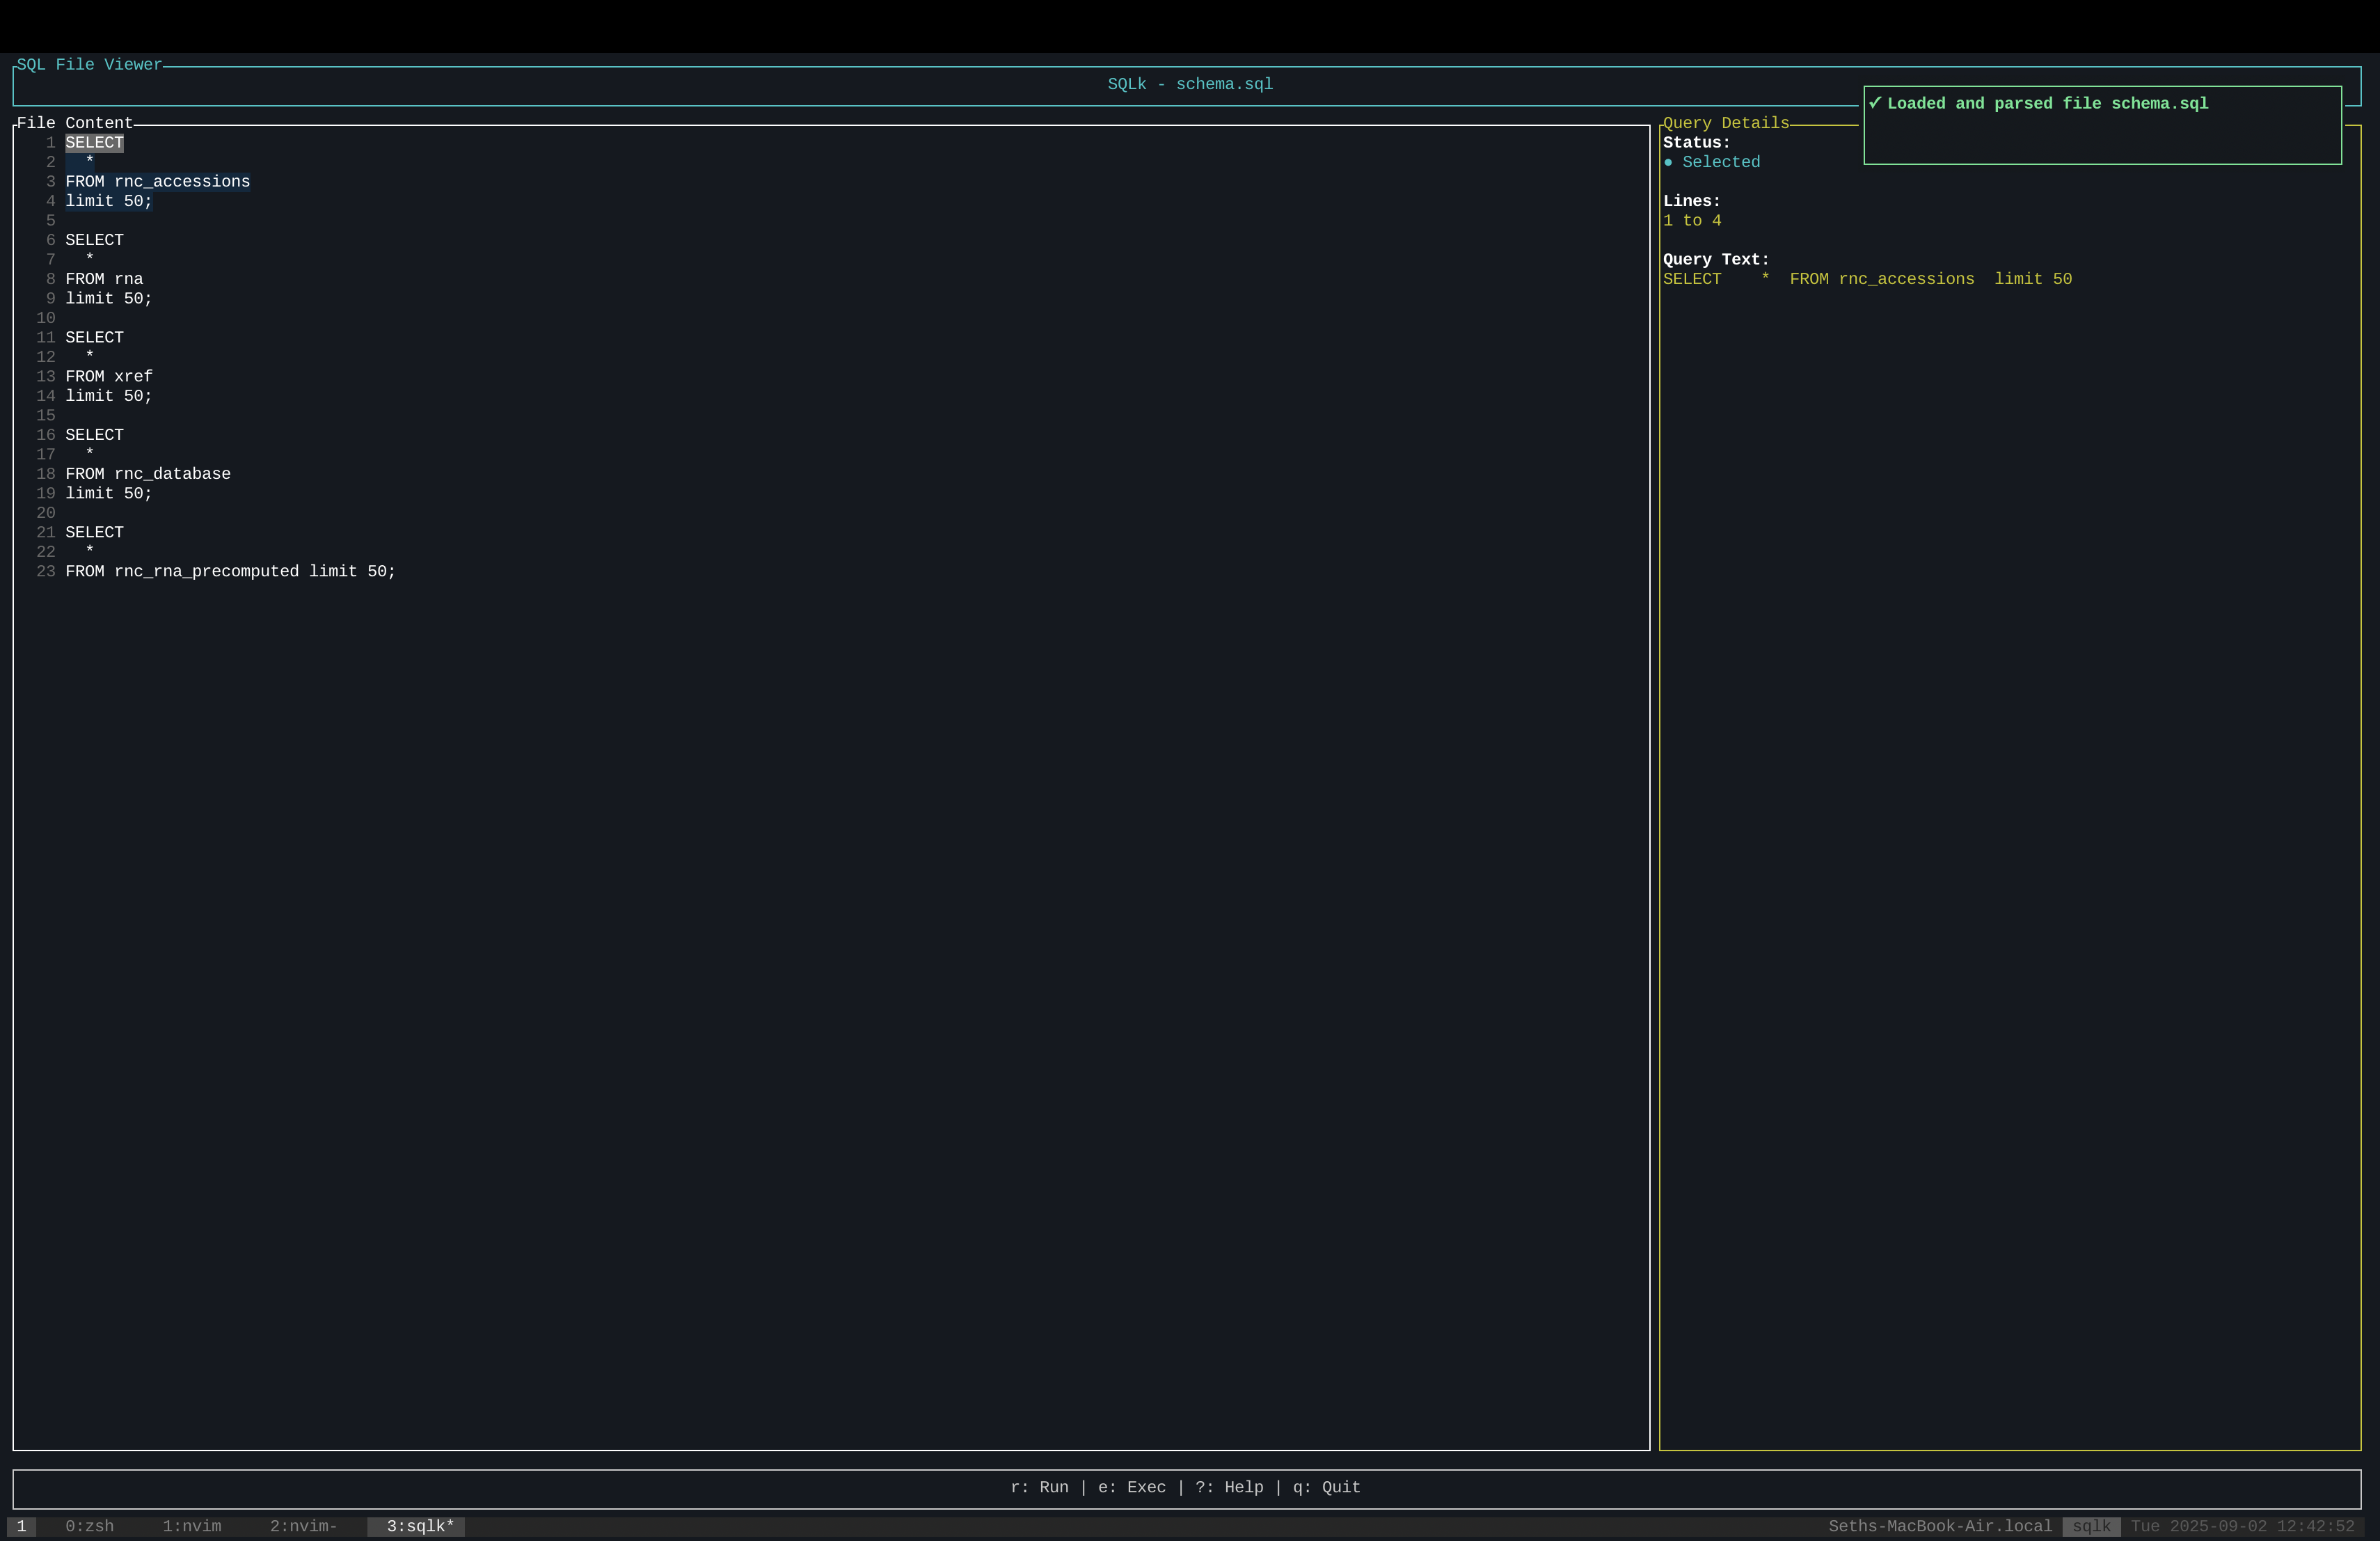 SQL File Viewer
SQLk - schema.sql
✓ Loaded and parsed file schema.sql
File Content
1 SELECT
2   *
3 FROM rnc_accessions
4 limit 50;
5
6 SELECT
7   *
8 FROM rna
9 limit 50;
10
11 SELECT
12   *
13 FROM xref
14 limit 50;
15
16 SELECT
17   *
18 FROM rnc_database
19 limit 50;
20
21 SELECT
22   *
23 FROM rnc_rna_precomputed limit 50;
Query Details
Status:
● Selected
Lines:
1 to 4
Query Text:
SELECT    *  FROM rnc_accessions  limit 50
r: Run | e: Exec | ?: Help | q: Quit
1 0:zsh 1:nvim 2:nvim- 3:sqlk* Seths-MacBook-Air.local sqlk Tue 2025-09-02 12:42:52